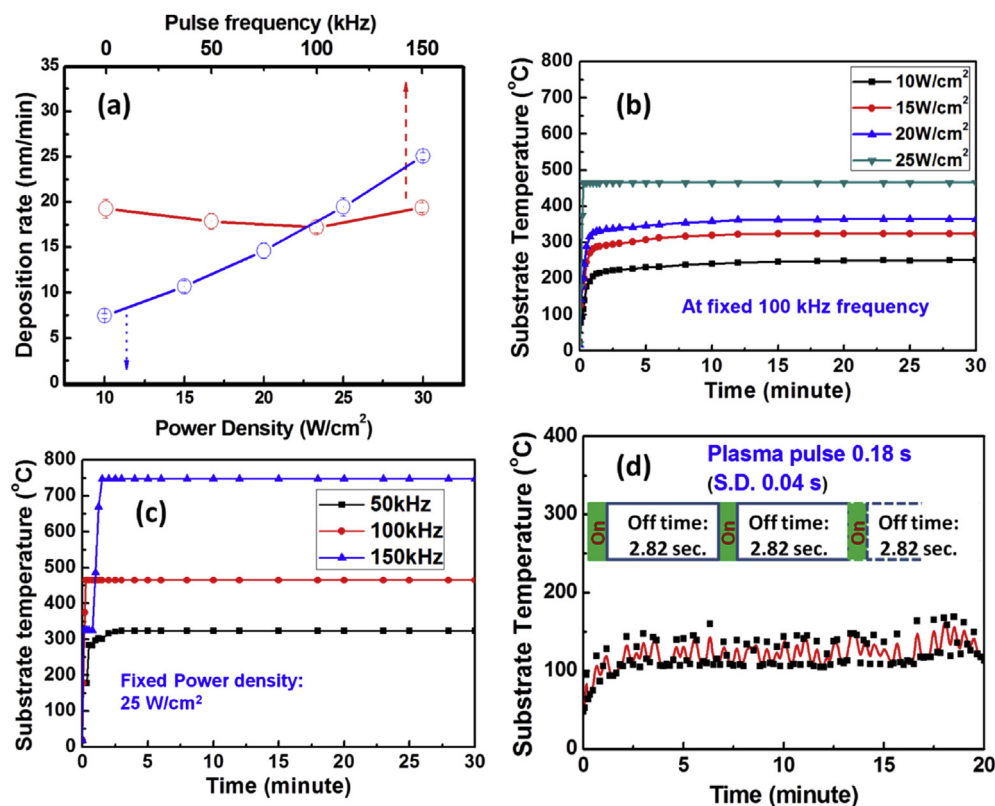 Pulse frequency (kHz)
0 50 100 150
35
30
25
20
15
10
5
0
Deposition rate (nm/min)
(a)
10 15 20 25 30
Power Density (W/cm²)
800
700
600
500
400
300
200
100
0
Substrate Temperature (°C)
(b)
10W/cm²
15W/cm²
20W/cm²
25W/cm²
At fixed 100 kHz frequency
0 5 10 15 20 25 30
Time (minute)
800
700
600
500
400
300
200
100
0
Substrate temperature (°C)
(c)
50kHz
100kHz
150kHz
Fixed Power density:
25 W/cm²
0 5 10 15 20 25 30
Time (minute)
400
300
200
100
0
Substrate Temperature (°C)
(d)
Plasma pulse 0.18 s
(S.D. 0.04 s)
On
Off time:
2.82 sec.
On
Off time:
2.82 sec.
On
Off time:
2.82 sec.
0 5 10 15 20
Time (minute)